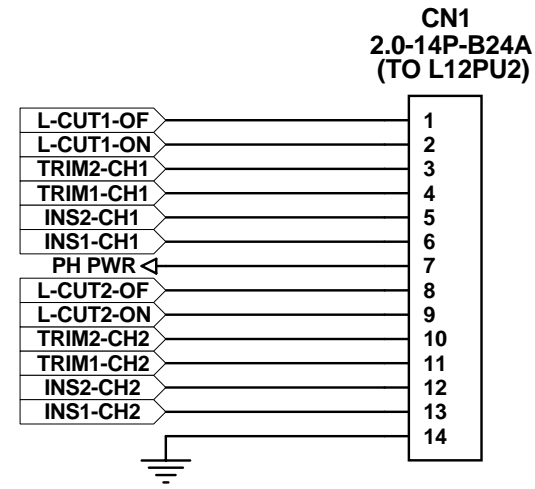 CN1
2.0-14P-B24A
(TO L12PU2)
L-CUT1-OF 1
L-CUT1-ON 2
TRIM2-CH1 3
TRIM1-CH1 4
INS2-CH1 5
INS1-CH1 6
PH PWR 7
L-CUT2-OF 8
L-CUT2-ON 9
TRIM2-CH2 10
TRIM1-CH2 11
INS2-CH2 12
INS1-CH2 13
14